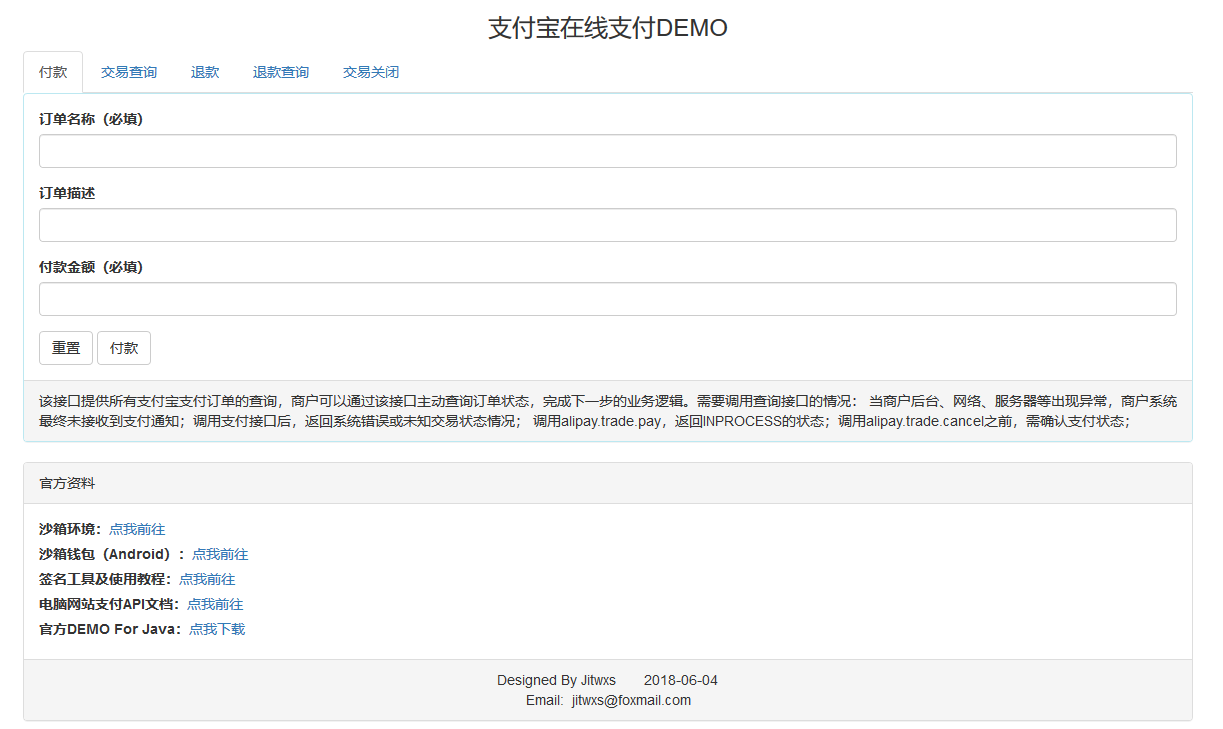 支付宝在线支付DEMO
付款 交易查询 退款 退款查询 交易关闭
订单名称（必填）
订单描述
付款金额（必填）
重置 付款
该接口提供所有支付宝支付订单的查询，商户可以通过该接口主动查询订单状态，完成下一步的业务逻辑。需要调用查询接口的情况： 当商户后台、网络、服务器等出现异常，商户系统
最终未接收到支付通知；调用支付接口后，返回系统错误或未知交易状态情况； 调用alipay.trade.pay，返回INPROCESS的状态；调用alipay.trade.cancel之前，需确认支付状态；
官方资料
沙箱环境：点我前往
沙箱钱包（Android）：点我前往
签名工具及使用教程：点我前往
电脑网站支付API文档：点我前往
官方DEMO For Java：点我下载
Designed By Jitwxs 2018-06-04
Email: jitwxs@foxmail.com